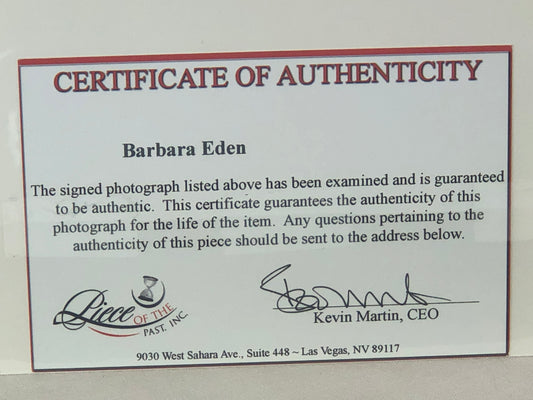 CERTIFICATE OF AUTHENTICITY
Barbara Eden
The signed photograph listed above has been examined and is guaranteed
to be authentic. This certificate guarantees the authenticity of this
photograph for the life of the item. Any questions pertaining to the
authenticity of this piece should be sent to the address below.
Piece OF THE
PAST, INC.
Kevin Martin, CEO
9030 West Sahara Ave., Suite 448 ~ Las Vegas, NV 89117